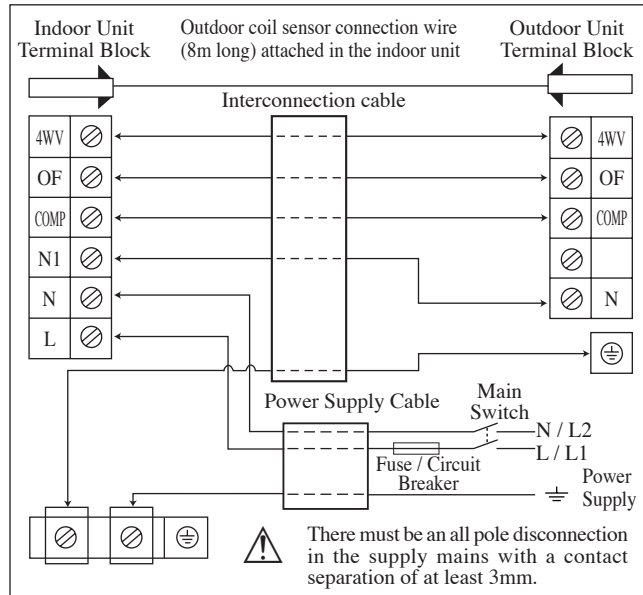 Indoor Unit
Terminal Block
Outdoor coil sensor connection wire
(8m long) attached in the indoor unit
Outdoor Unit
Terminal Block
Interconnection cable
4WV
OF
COMP
N1
N
L
4WV
OF
COMP
N
Power Supply Cable
Main
Switch
N / L2
L / L1
Fuse / Circuit
Breaker
Power
Supply
There must be an all pole disconnection
in the supply mains with a contact
separation of at least 3mm.